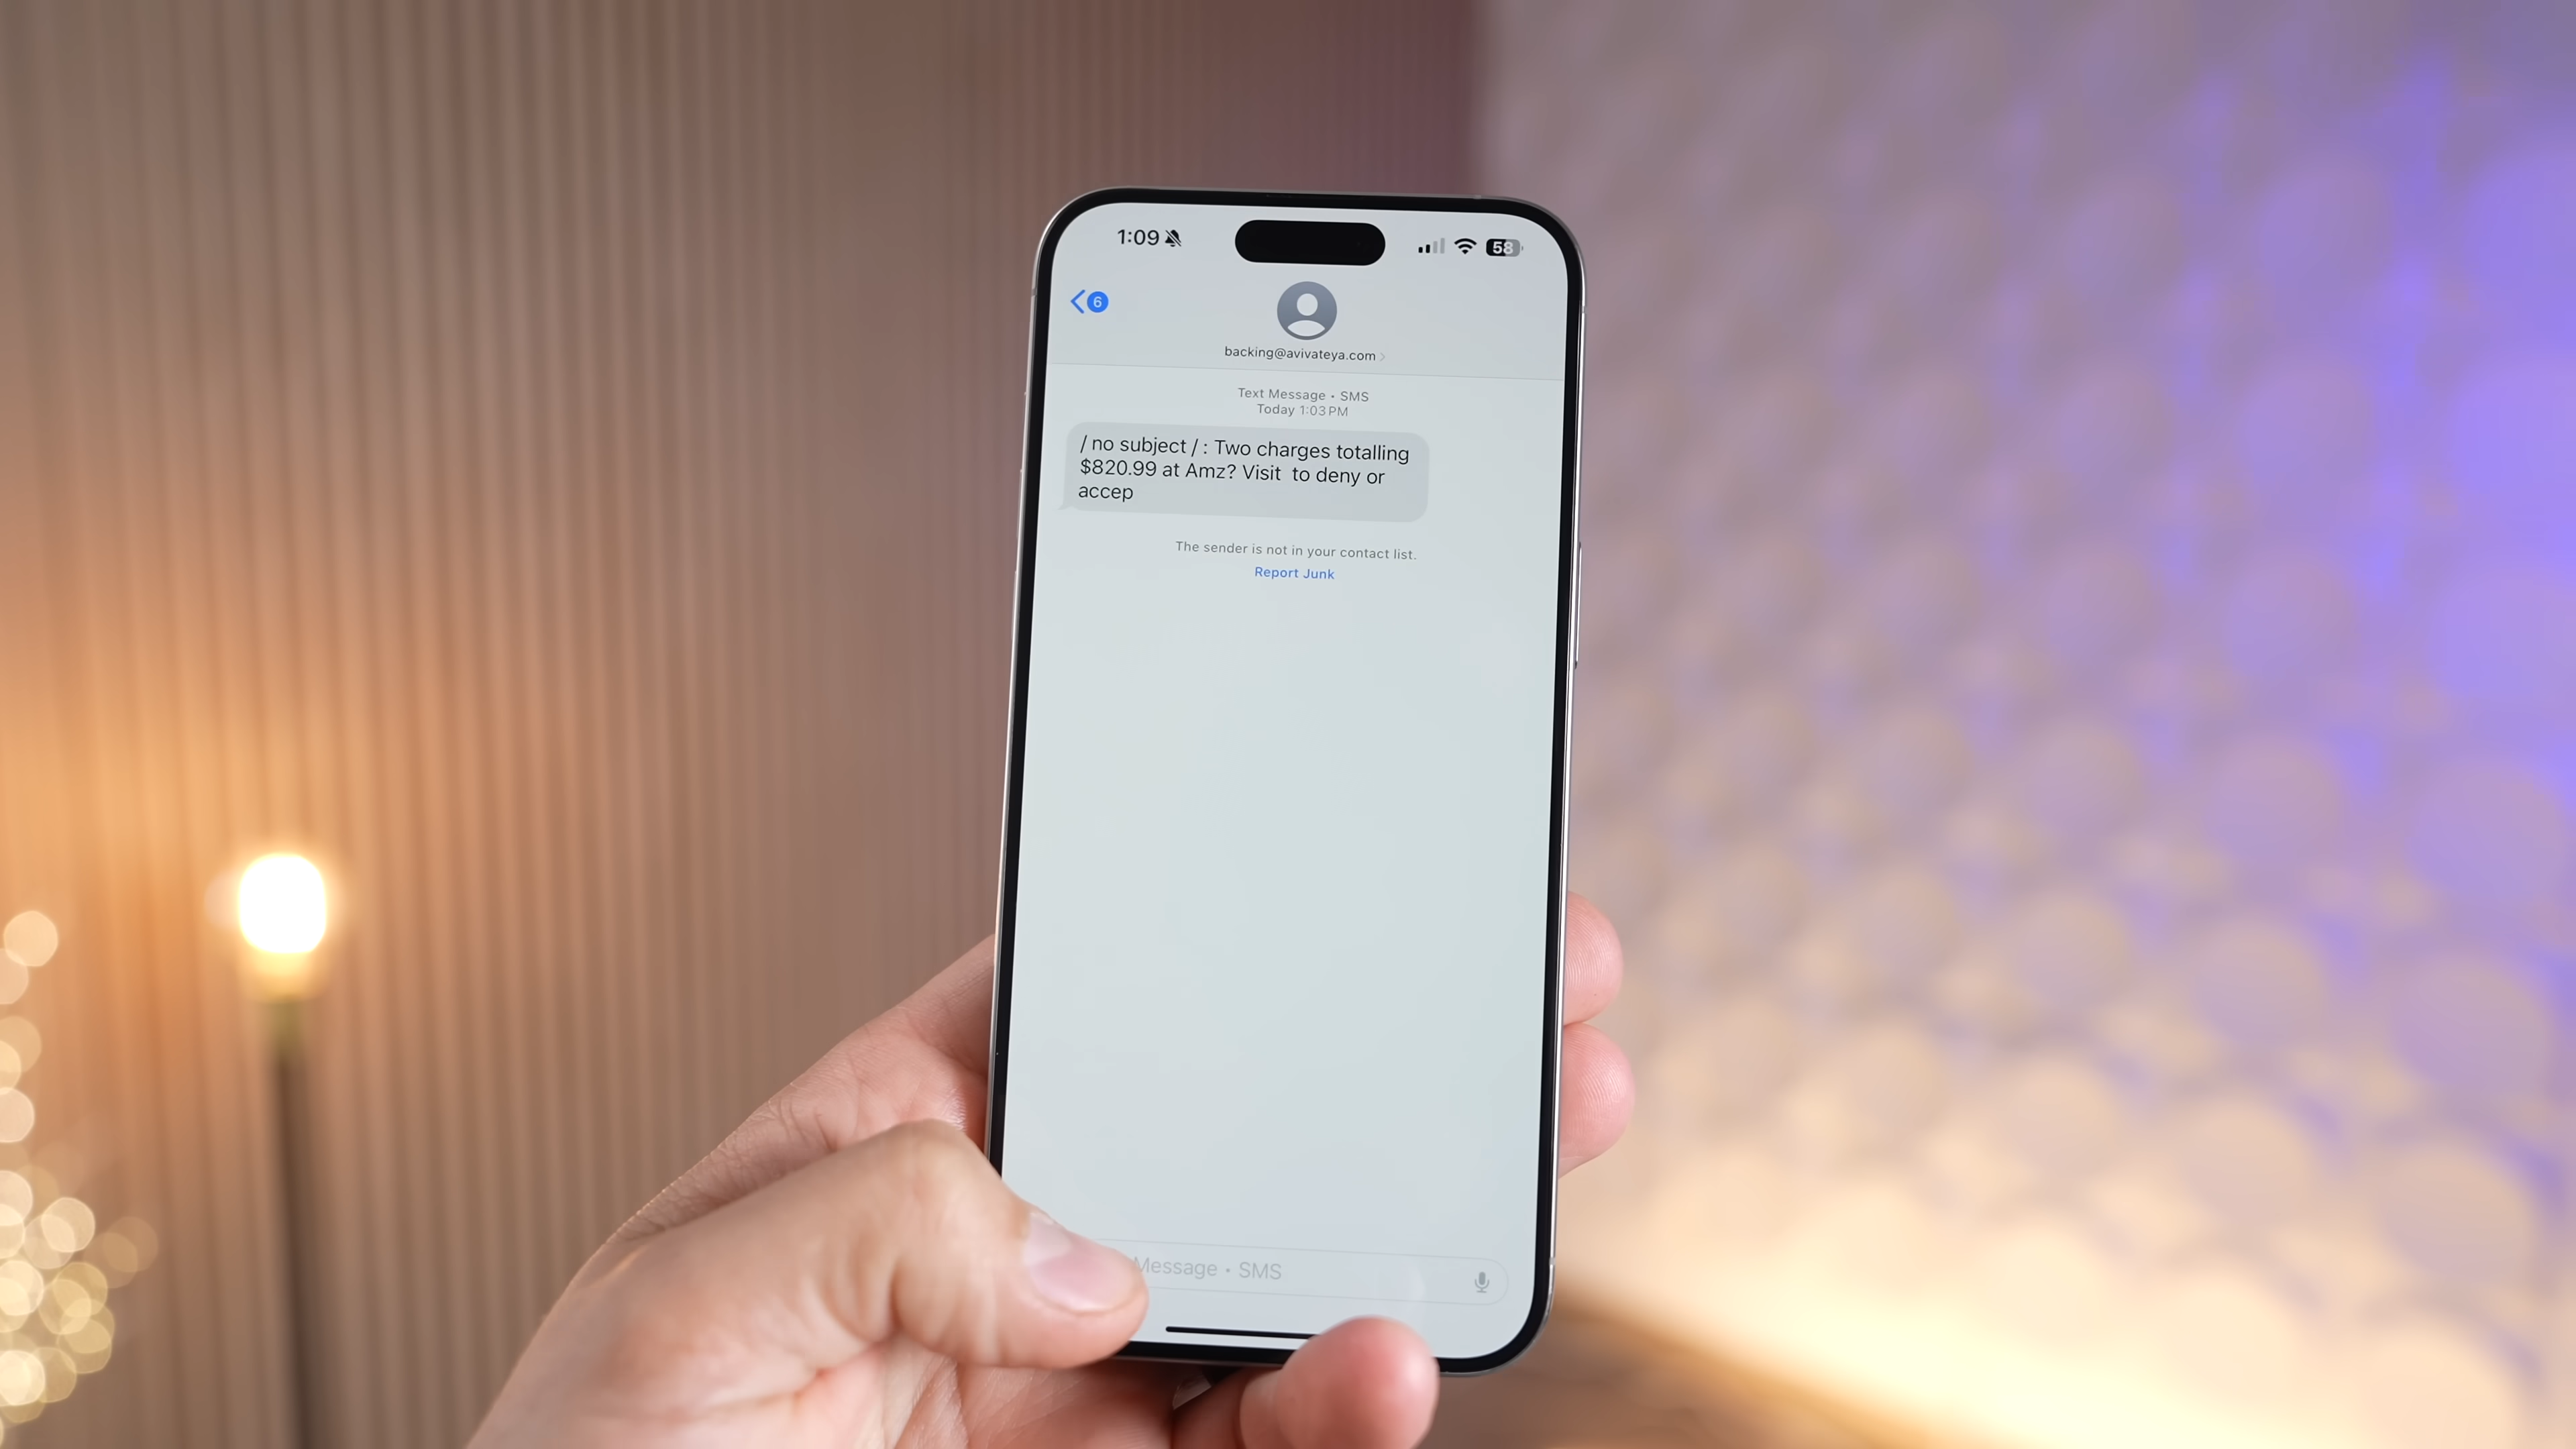 1:09
58
6
backing@avivateya.com
Text Message • SMS
Today 1:03 PM
/ no subject / : Two charges totalling
$820.99 at Amz? Visit  to deny or
accep
The sender is not in your contact list.
Report Junk
Message • SMS